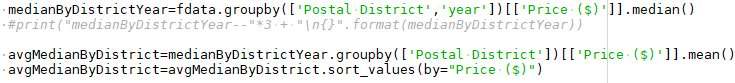 medianByDistrictYear=fdata.groupby(['Postal District','year'])[['Price ($)']].median()
#print("medianByDistrictYear--"*3 + "\n{}".format(medianByDistrictYear))
avgMedianByDistrict=medianByDistrictYear.groupby(['Postal District'])[['Price ($)']].mean()
avgMedianByDistrict=avgMedianByDistrict.sort_values(by="Price ($)")